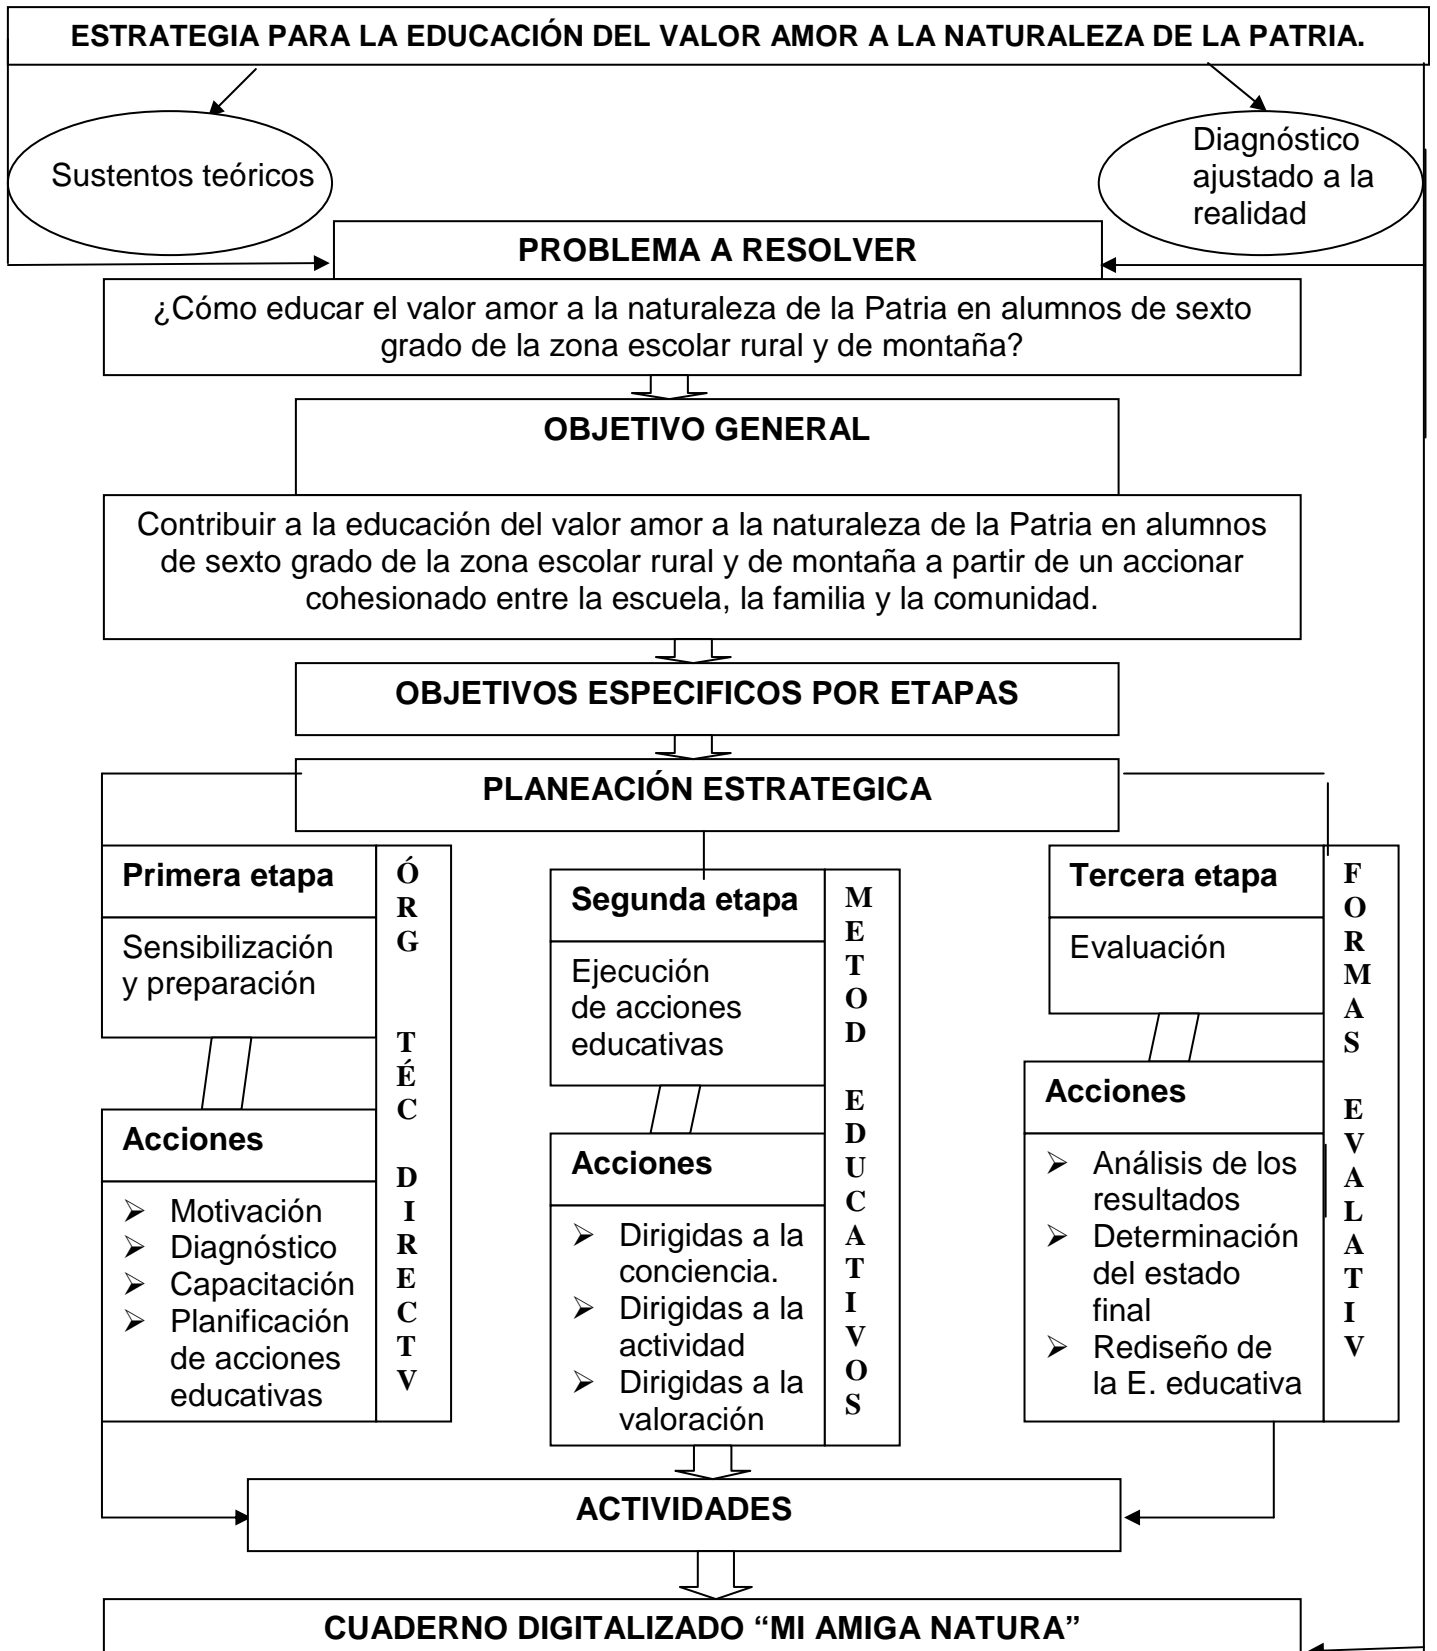 ESTRATEGIA PARA LA EDUCACIÓN DEL VALOR AMOR A LA NATURALEZA DE LA PATRIA.
Sustentos teóricos
Diagnóstico
ajustado a la
realidad
PROBLEMA A RESOLVER
¿Cómo educar el valor amor a la naturaleza de la Patria en alumnos de sexto
grado de la zona escolar rural y de montaña?
OBJETIVO GENERAL
Contribuir a la educación del valor amor a la naturaleza de la Patria en alumnos
de sexto grado de la zona escolar rural y de montaña a partir de un accionar
cohesionado entre la escuela, la familia y la comunidad.
OBJETIVOS ESPECIFICOS POR ETAPAS
PLANEACIÓN ESTRATEGICA
Primera etapa
Sensibilización
y preparación
Acciones
➢ Motivación
➢ Diagnóstico
➢ Capacitación
➢ Planificación
de acciones
educativas
ÓRG TÉC DIRECTV
Segunda etapa
Ejecución
de acciones
educativas
Acciones
➢ Dirigidas a la
conciencia.
➢ Dirigidas a la
actividad
➢ Dirigidas a la
valoración
METOD EDUCATIVOS
Tercera etapa
Evaluación
Acciones
➢ Análisis de los
resultados
➢ Determinación
del estado
final
➢ Rediseño de
la E. educativa
FORMAS EVALATIV
ACTIVIDADES
CUADERNO DIGITALIZADO “MI AMIGA NATURA”